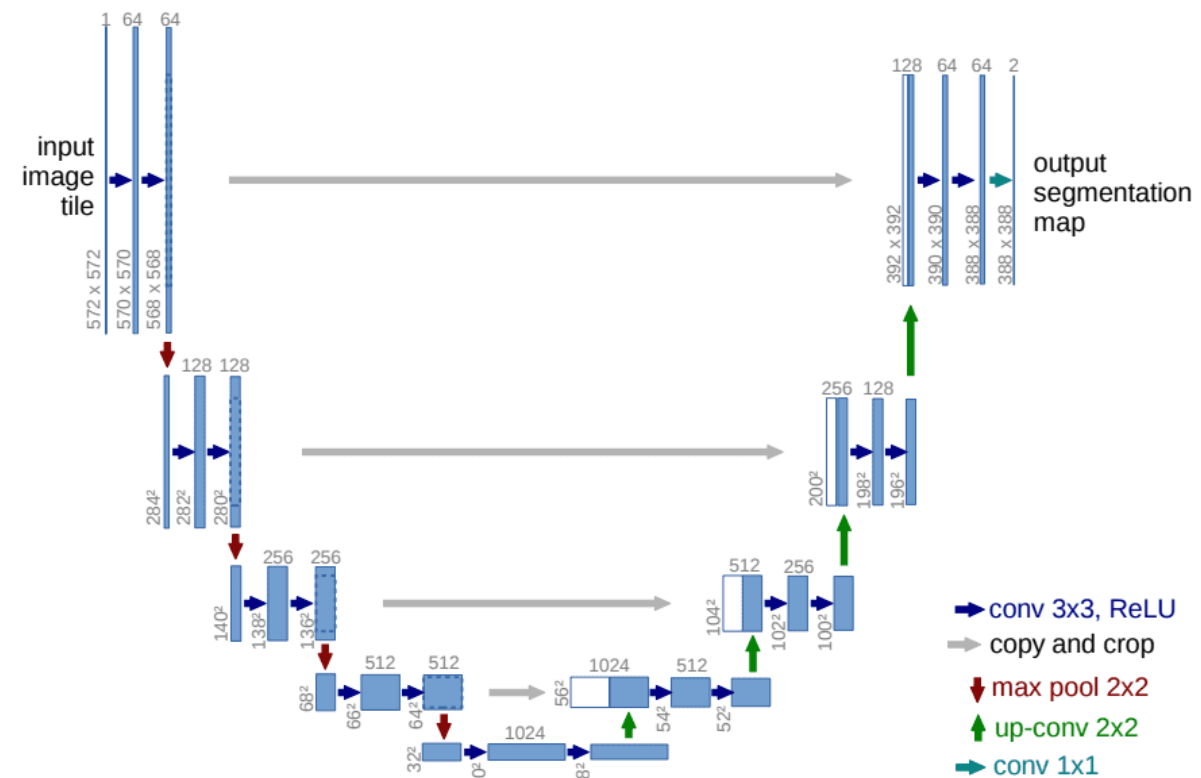 1 64 64
128 64 64 2
input
image
tile
output
segmentation
map
572 x 572
570 x 570
568 x 568
392 x 392
390 x 390
388 x 388
388 x 388
128 128
256 128
284²
282²
280²
200²
198²
196²
256 256
512 256
140²
138²
136²
104²
102²
100²
512 512
1024 512
68²
66²
64²
56²
54²
52²
1024
32²
conv 3x3, ReLU
copy and crop
max pool 2x2
up-conv 2x2
conv 1x1